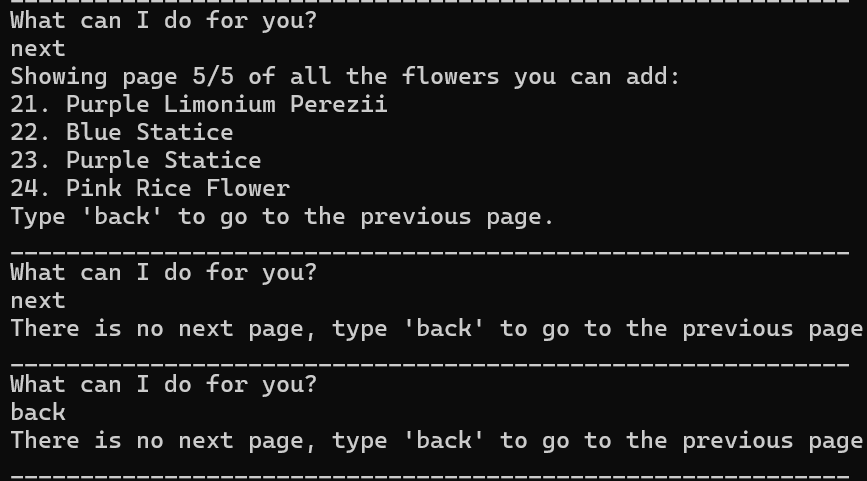 What can I do for you?
next
Showing page 5/5 of all the flowers you can add:
21. Purple Limonium Perezii
22. Blue Statice
23. Purple Statice
24. Pink Rice Flower
Type 'back' to go to the previous page.
____________________________________________________________
What can I do for you?
next
There is no next page, type 'back' to go to the previous page
____________________________________________________________
What can I do for you?
back
There is no next page, type 'back' to go to the previous page
____________________________________________________________